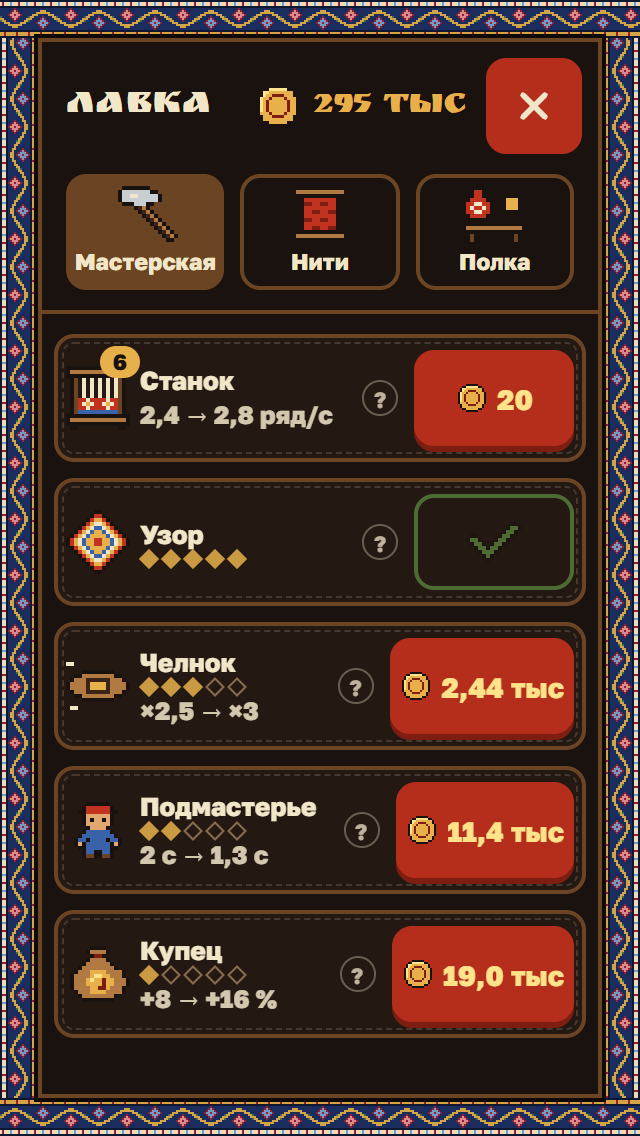 ЛАВКА
295 ТЫС
Мастерская
Нити
Полка
6
Станок
2,4 → 2,8 ряд/с
?
20
Узор
?
Челнок
×2,5 → ×3
?
2,44 тыс
Подмастерье
2 с → 1,3 с
?
11,4 тыс
Купец
+8 → +16 %
?
19,0 тыс